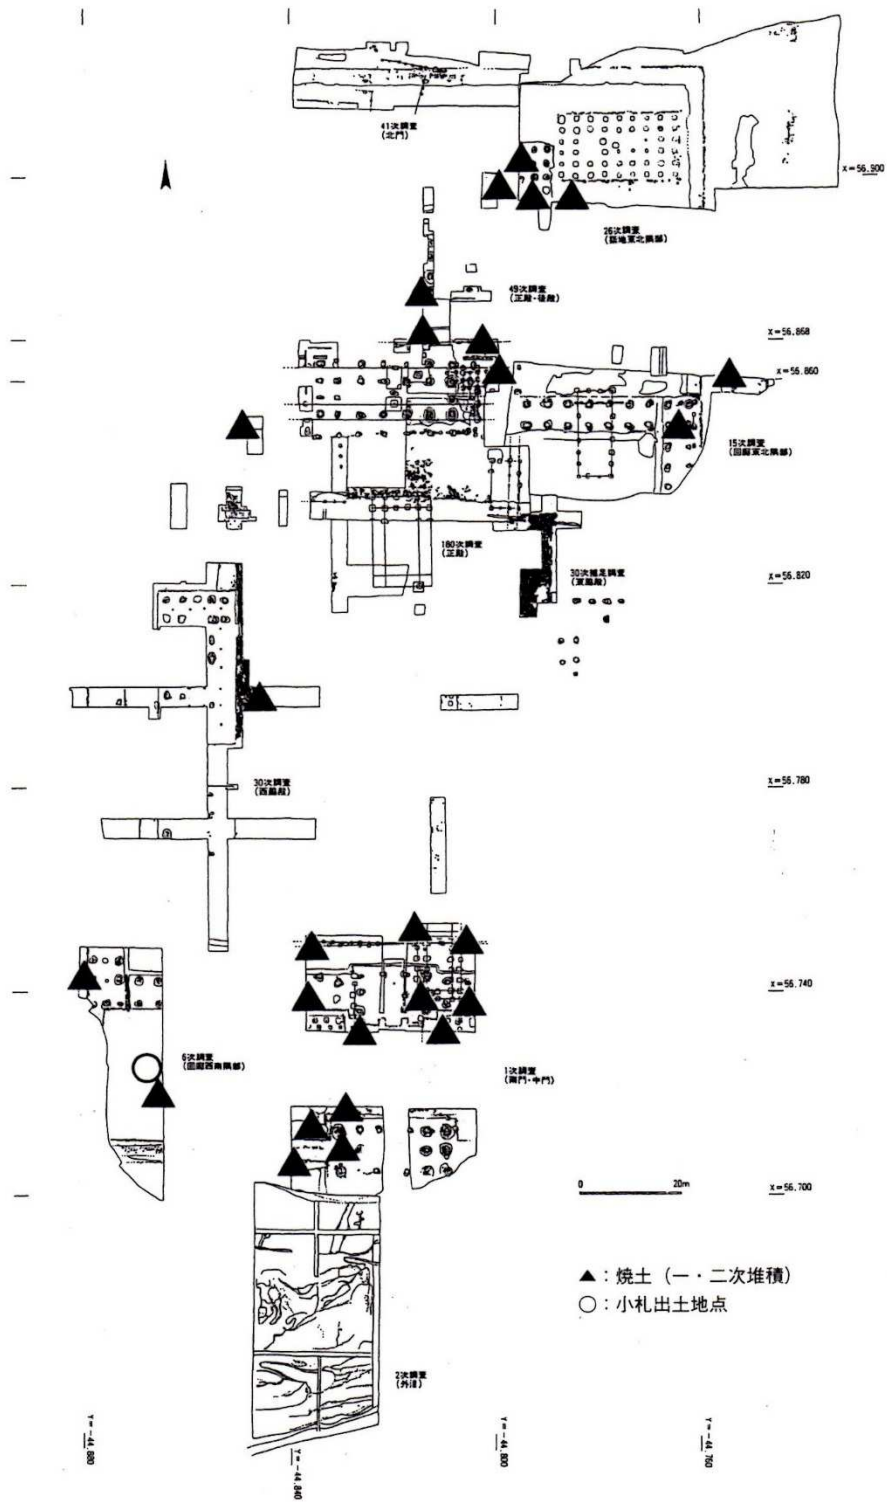 41次調査
(北門)
X=56.900
26次調査
(築地東北隅部)
49次調査
(正殿・後殿)
X=56.868
X=56.860
15次調査
(回廊東北隅部)
180次調査
(正殿)
30次補足調査
(東脇殿)
X=56.820
30次調査
(西脇殿)
X=56.780
X=56.740
6次調査
(回廊西南隅部)
1次調査
(南門・中門)
0 20m
X=56.700
▲:焼土(一・二次堆積)
○:小札出土地点
2次調査
Y=-44.880
Y=-44.840
Y=-44.800
Y=-44.760